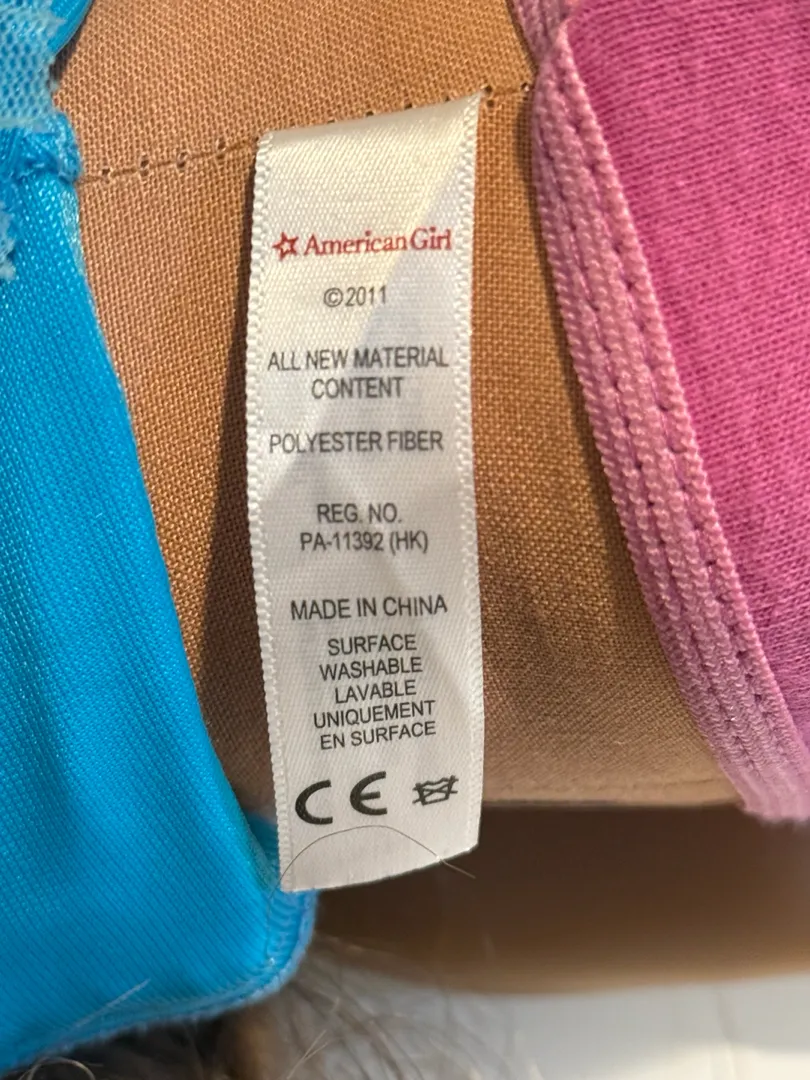 American Girl
©2011
ALL NEW MATERIAL
CONTENT
POLYESTER FIBER
REG. NO.
PA-11392 (HK)
MADE IN CHINA
SURFACE
WASHABLE
LAVABLE
UNIQUEMENT
EN SURFACE
CE